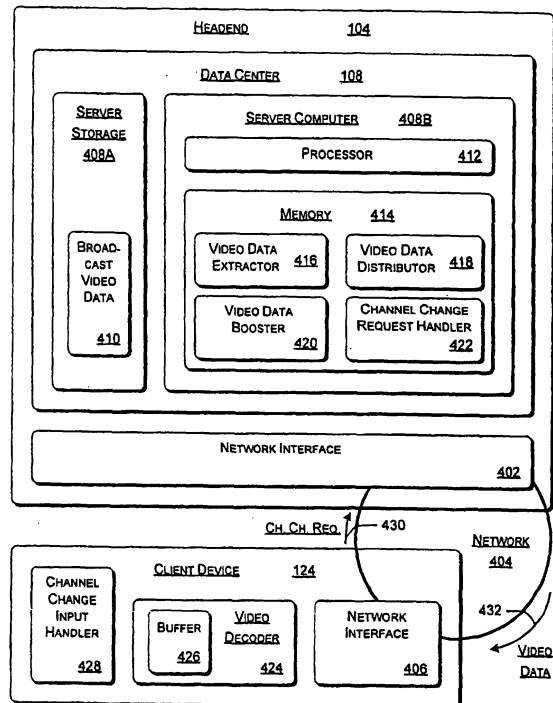 HEADEND 104
DATA CENTER 108
SERVER STORAGE 408A
BROAD-CAST VIDEO DATA 410
SERVER COMPUTER 408B
PROCESSOR 412
MEMORY 414
VIDEO DATA EXTRACTOR 416
VIDEO DATA DISTRIBUTOR 418
VIDEO DATA BOOSTER 420
CHANNEL CHANGE REQUEST HANDLER 422
NETWORK INTERFACE 402
CH. CH. REQ. 430
NETWORK 404
432
VIDEO DATA
CLIENT DEVICE 124
CHANNEL CHANGE INPUT HANDLER 428
BUFFER 426
VIDEO DECODER 424
NETWORK INTERFACE 406